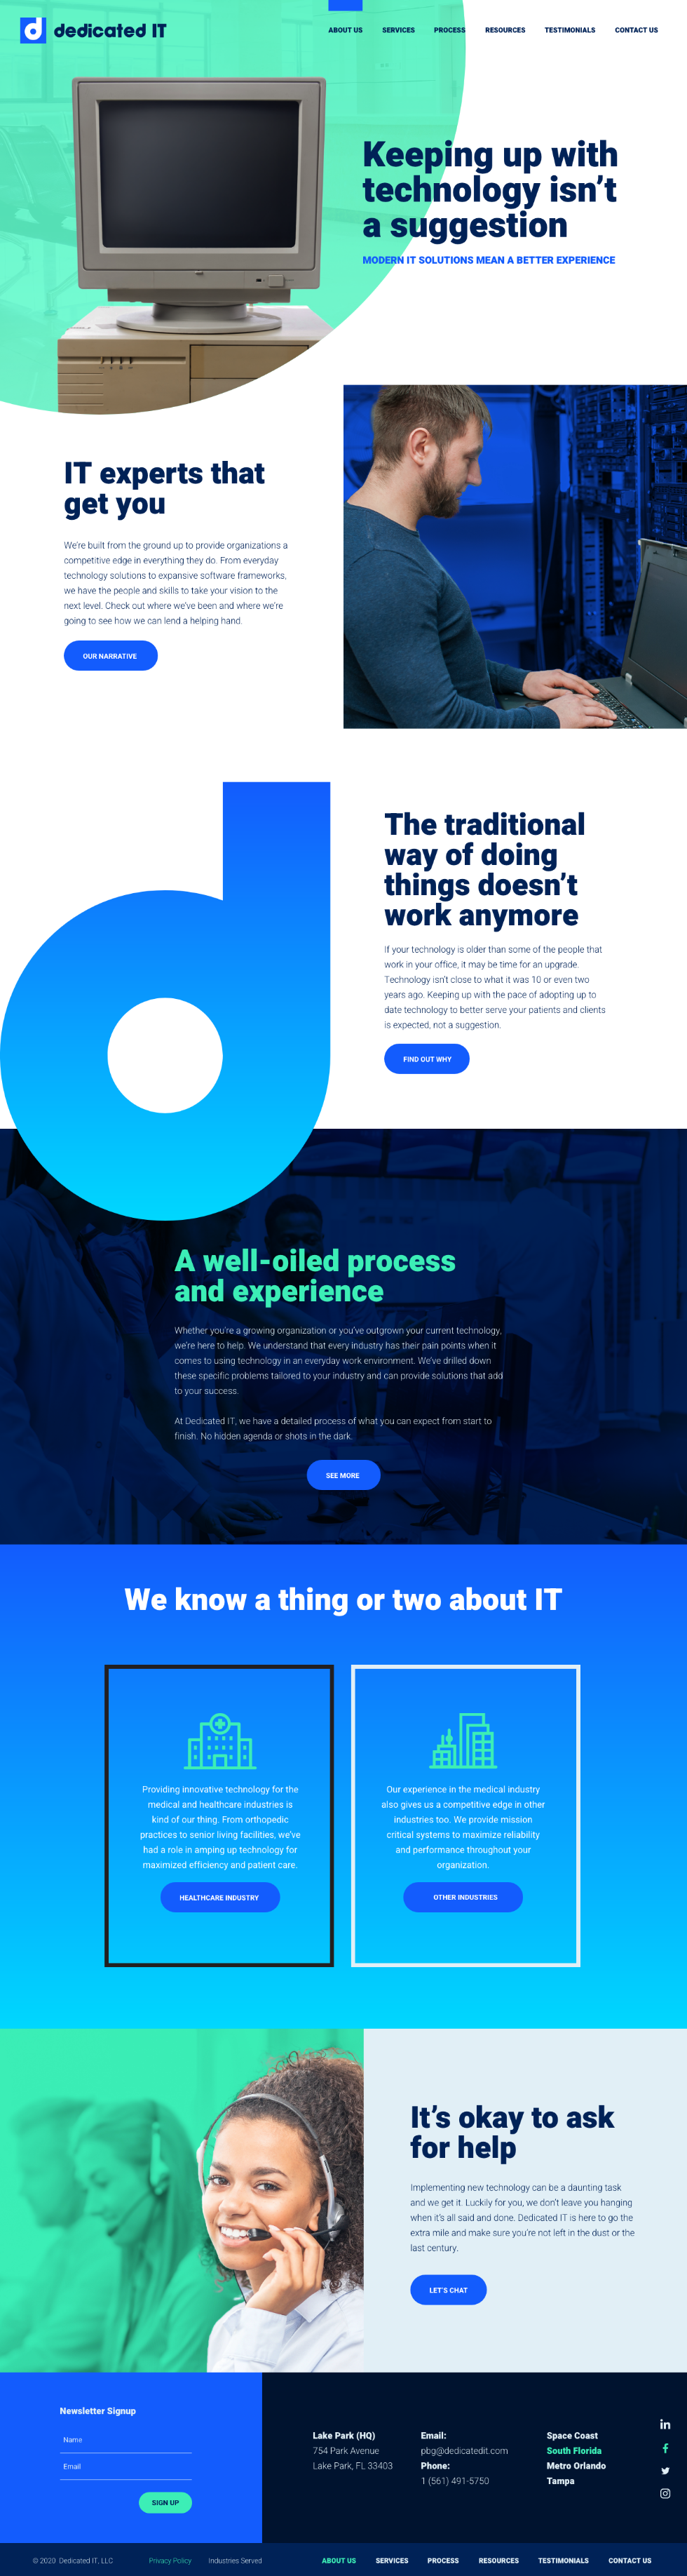 dedicated IT
ABOUT US SERVICES PROCESS RESOURCES TESTIMONIALS CONTACT US
Keeping up with
technology isn’t
a suggestion
MODERN IT SOLUTIONS MEAN A BETTER EXPERIENCE
IT experts that
get you
We're built from the ground up to provide organizations a
competitive edge in everything they do. From everyday
technology solutions to expansive software frameworks,
we have the people and skills to take your vision to the
next level. Check out where we've been and where we're
going to see how we can lend a helping hand.
OUR NARRATIVE
The traditional
way of doing
things doesn’t
work anymore
If your technology is older than some of the people that
work in your office, it may be time for an upgrade.
Technology isn't close to what it was 10 or even two
years ago. Keeping up with the pace of adopting up to
date technology to better serve your patients and clients
is expected, not a suggestion.
FIND OUT WHY
A well-oiled process
and experience
Whether you're a growing organization or you've outgrown your current technology,
we're here to help. We understand that every industry has their pain points when it
comes to using technology in an everyday work environment. We've drilled down
these specific problems tailored to your industry and can provide solutions that add
to your success.
At Dedicated IT, we have a detailed process of what you can expect from start to
finish. No hidden agenda or shots in the dark.
SEE MORE
We know a thing or two about IT
Providing innovative technology for the
medical and healthcare industries is
kind of our thing. From orthopedic
practices to senior living facilities, we've
had a role in amping up technology for
maximized efficiency and patient care.
HEALTHCARE INDUSTRY
Our experience in the medical industry
also gives us a competitive edge in other
industries too. We provide mission
critical systems to maximize reliability
and performance throughout your
organization.
OTHER INDUSTRIES
It’s okay to ask
for help
Implementing new technology can be a daunting task
and we get it. Luckily for you, we don't leave you hanging
when it's all said and done. Dedicated IT is here to go the
extra mile and make sure you're not left in the dust or the
last century.
LET'S CHAT
Newsletter Signup
Name
Email
SIGN UP
Lake Park (HQ)
754 Park Avenue
Lake Park, FL 33403
Email:
pbg@dedicatedit.com
Phone:
1 (561) 491-5750
Space Coast
South Florida
Metro Orlando
Tampa
© 2020 Dedicated IT, LLC Privacy Policy Industries Served ABOUT US SERVICES PROCESS RESOURCES TESTIMONIALS CONTACT US